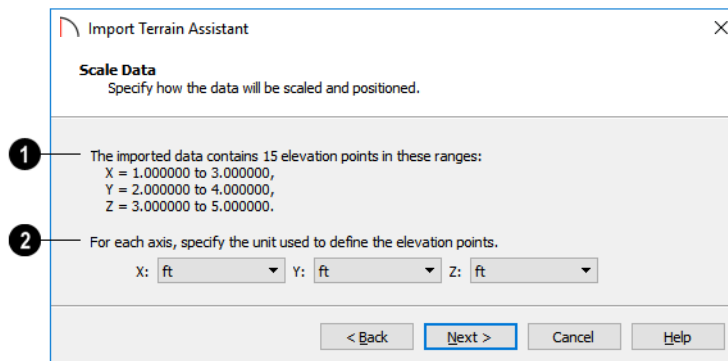 Import Terrain Assistant
Scale Data
Specify how the data will be scaled and positioned.
1
The imported data contains 15 elevation points in these ranges:
X = 1.000000 to 3.000000,
Y = 2.000000 to 4.000000,
Z = 3.000000 to 5.000000.
2
For each axis, specify the unit used to define the elevation points.
X: ft Y: ft Z: ft
< Back Next > Cancel Help